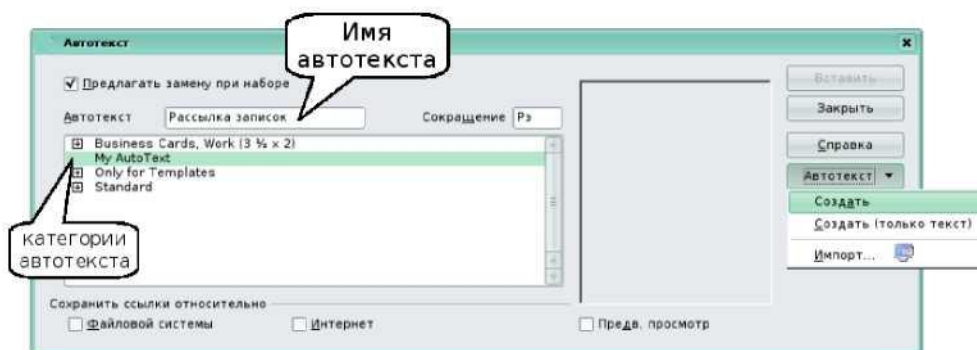 Имя
автотекста
Автотекст
Предлагать замену при наборе
Вставить
Автотекст Рассылка записок Сокращение Рз
Закрыть
Business Cards, Work (3 ½ x 2)
My AutoText
Only for Templates
Standard
Справка
Автотекст
Создать
Создать (только текст)
Импорт...
категории
автотекста
Сохранить ссылки относительно
Файловой системы Интернет Предв. просмотр